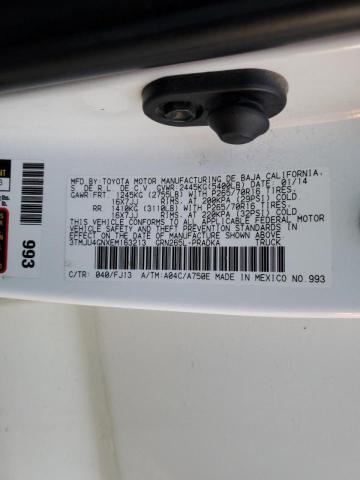 MFD.BY:TOYOTA MOTOR MANUFACTURING DE BAJA CALIFORNIA,
S. DE R.L. DE C.V. GVWR 2445KG(5400LB) DATE: 01/14
GAWR FRT. 1245KG (2755LB) WITH P265/70R16 TIRES,
16X7JJ RIMS, AT 200KPA (29PSI) COLD.
RR. 1410KG (3110LB) WITH P265/70R16 TIRES,
16X7JJ RIMS, AT 220KPA (32PSI) COLD.
THIS VEHICLE CONFORMS TO ALL APPLICABLE FEDERAL MOTOR
VEHICLE SAFETY AND THEFT PREVENTION STANDARDS IN
EFFECT ON THE DATE OF MANUFACTURE SHOWN ABOVE.
3TMJU4GNXEM163213 GRN265L-PRADKA TRUCK
C/TR: 040/FJ13 A/TM:A04C/A750E MADE IN MEXICO NO.993
993